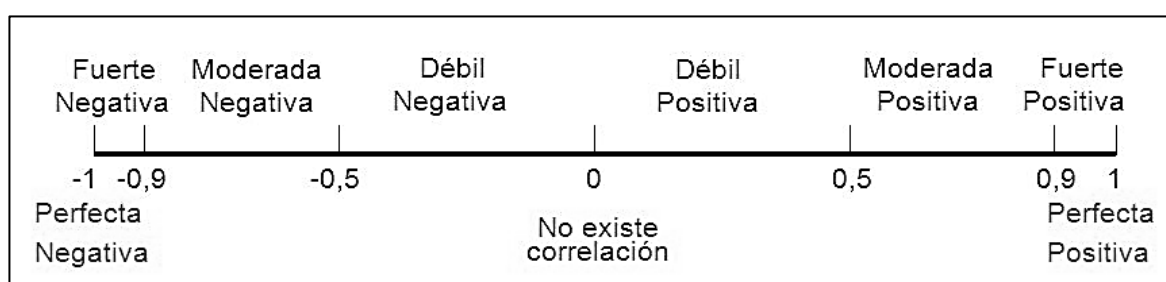 Fuerte Negativa
Moderada Negativa
Débil Negativa
Débil Positiva
Moderada Positiva
Fuerte Positiva
-1 -0,9 -0,5 0 0,5 0,9 1
Perfecta Negativa
No existe correlación
Perfecta Positiva